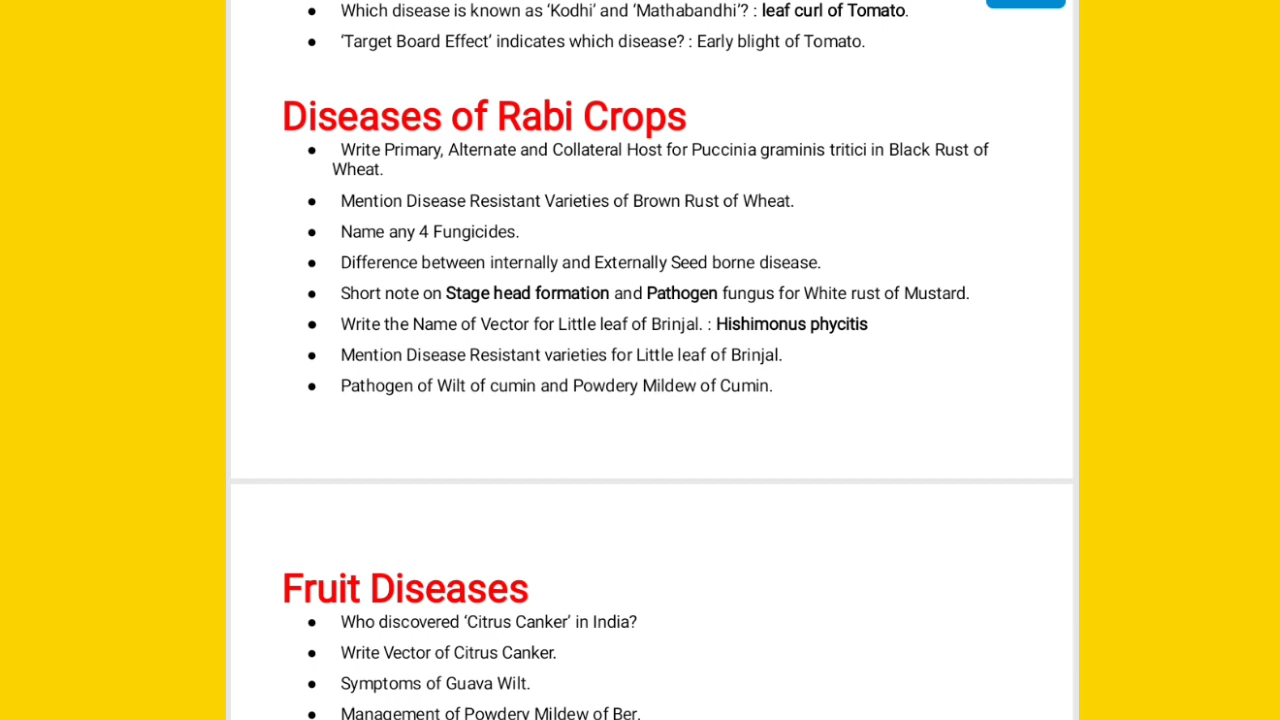 ● Which disease is known as ‘Kodhi’ and ‘Mathabandhi’? : leaf curl of Tomato.
● ‘Target Board Effect’ indicates which disease? : Early blight of Tomato.
Diseases of Rabi Crops
● Write Primary, Alternate and Collateral Host for Puccinia graminis tritici in Black Rust of
Wheat.
● Mention Disease Resistant Varieties of Brown Rust of Wheat.
● Name any 4 Fungicides.
● Difference between internally and Externally Seed borne disease.
● Short note on Stage head formation and Pathogen fungus for White rust of Mustard.
● Write the Name of Vector for Little leaf of Brinjal. : Hishimonus phycitis
● Mention Disease Resistant varieties for Little leaf of Brinjal.
● Pathogen of Wilt of cumin and Powdery Mildew of Cumin.
Fruit Diseases
● Who discovered ‘Citrus Canker’ in India?
● Write Vector of Citrus Canker.
● Symptoms of Guava Wilt.
● Management of Powdery Mildew of Ber.